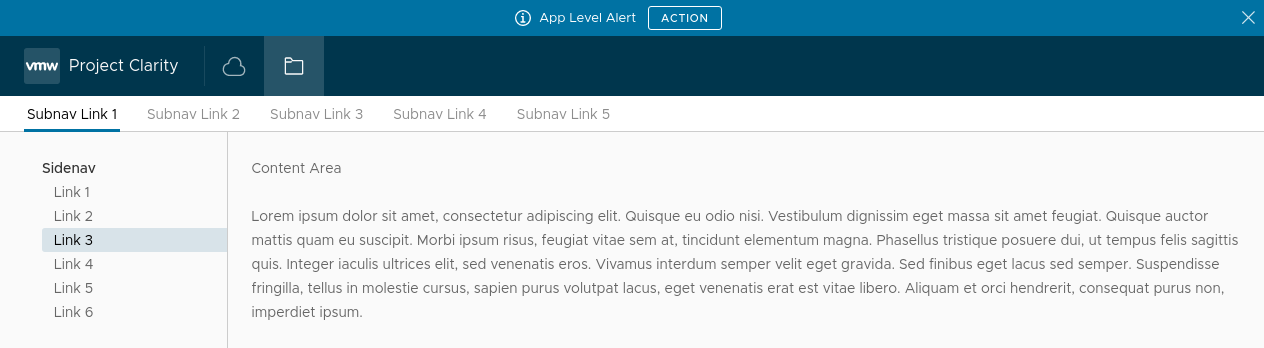 App Level Alert ACTION
vmw Project Clarity
Subnav Link 1 Subnav Link 2 Subnav Link 3 Subnav Link 4 Subnav Link 5
Sidenav
Link 1
Link 2
Link 3
Link 4
Link 5
Link 6
Content Area
Lorem ipsum dolor sit amet, consectetur adipiscing elit. Quisque eu odio nisi. Vestibulum dignissim eget massa sit amet feugiat. Quisque auctor
mattis quam eu suscipit. Morbi ipsum risus, feugiat vitae sem at, tincidunt elementum magna. Phasellus tristique posuere dui, ut tempus felis sagittis
quis. Integer iaculis ultrices elit, sed venenatis eros. Vivamus interdum semper velit eget gravida. Sed finibus eget lacus sed semper. Suspendisse
fringilla, tellus in molestie cursus, sapien purus volutpat lacus, eget venenatis erat est vitae libero. Aliquam et orci hendrerit, consequat purus non,
imperdiet ipsum.